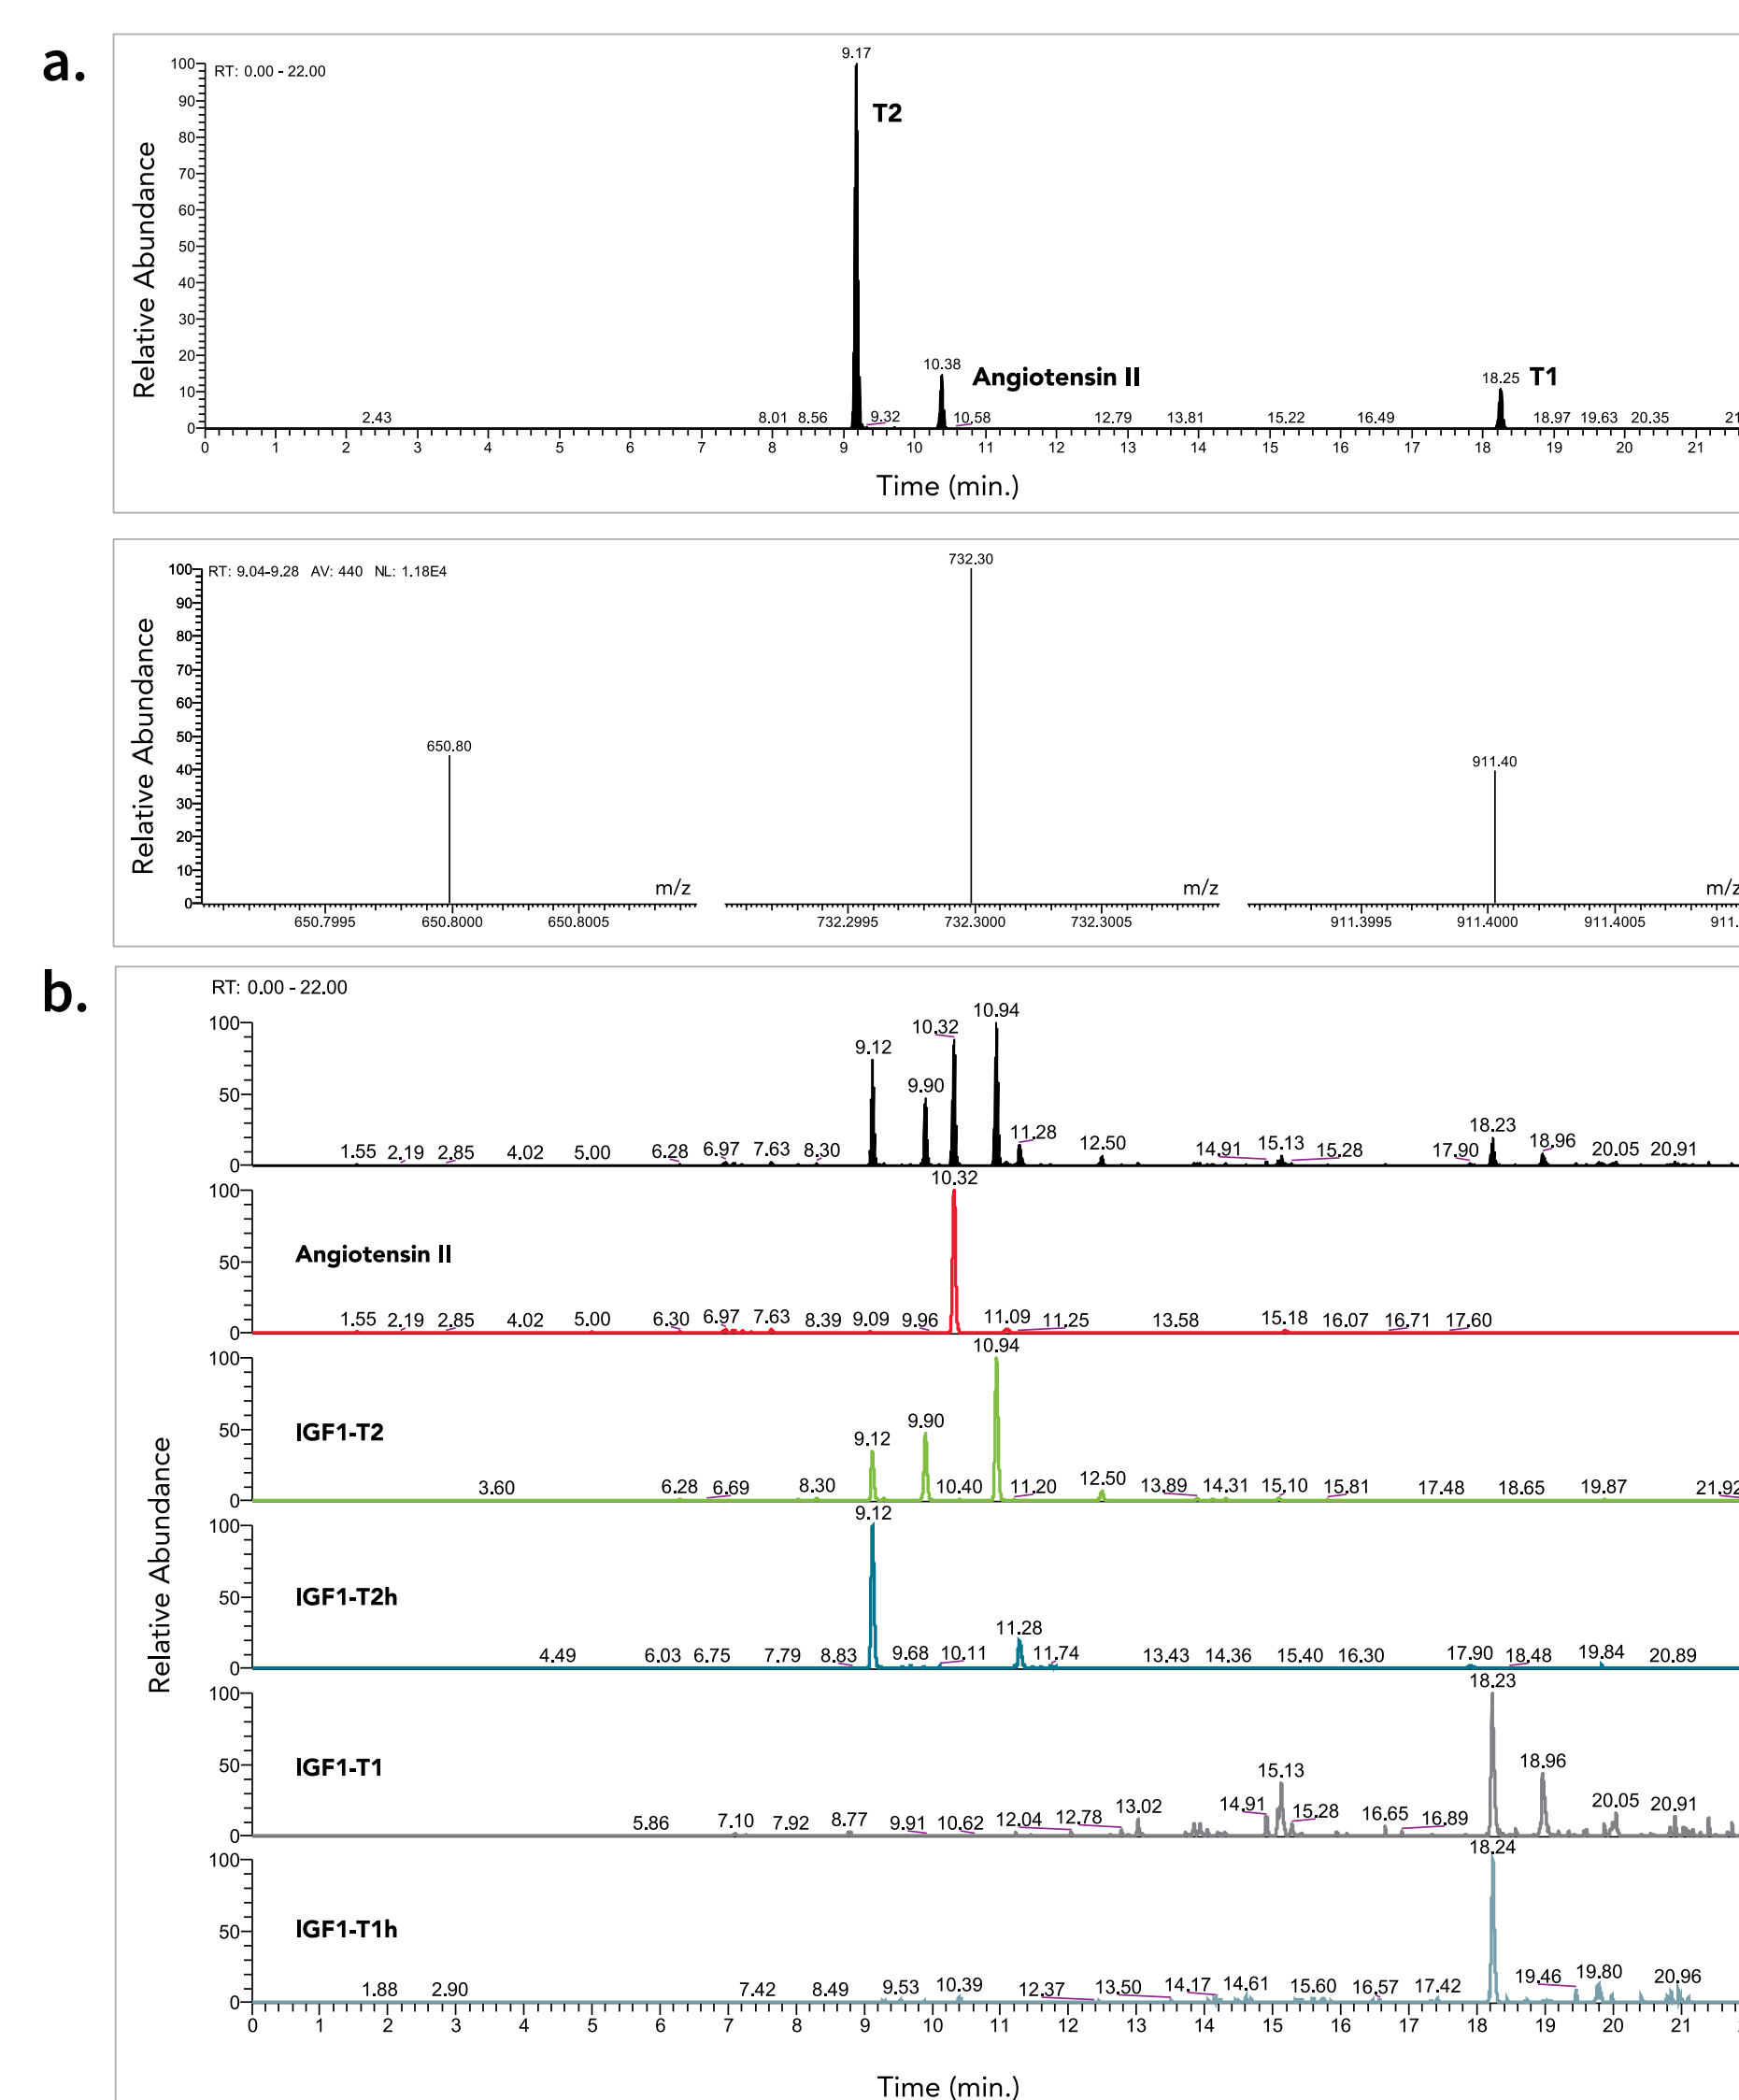 a.
RT: 0.00 - 22.00
Relative Abundance
100
90
80
70
60
50
40
30
20
10
0
9.17
T2
10.38
Angiotensin II
18.25 T1
2.43 8.01 8.56 9.32 10.58 12.79 13.81 15.22 16.49 18.97 19.63 20.35
0 1 2 3 4 5 6 7 8 9 10 11 12 13 14 15 16 17 18 19 20 21
Time (min.)
RT: 9.04-9.28 AV: 440 NL: 1.18E4
Relative Abundance
100
90
80
70
60
50
40
30
20
10
0
650.80
732.30
911.40
m/z m/z m/z
650.7995 650.8000 650.8005 732.2995 732.3000 732.3005 911.3995 911.4000 911.4005 911.
b.
RT: 0.00 - 22.00
Relative Abundance
100
50
0
10.94
10.32
9.12
9.90
1.55 2.19 2.85 4.02 5.00 6.28 6.97 7.63 8.30 11.28 12.50 14.91 15.13 15.28 17.90 18.23 18.96 20.05 20.91
100
50
0
10.32
Angiotensin II
1.55 2.19 2.85 4.02 5.00 6.30 6.97 7.63 8.39 9.09 9.96 11.09 11.25 13.58 15.18 16.07 16.71 17.60
100
50
0
10.94
9.90
9.12
IGF1-T2
3.60 6.28 6.69 8.30 10.40 11.20 12.50 13.89 14.31 15.10 15.81 17.48 18.65 19.87 21.92
100
50
0
9.12
IGF1-T2h
11.28
4.49 6.03 6.75 7.79 8.83 9.68 10.11 11.74 13.43 14.36 15.40 16.30 17.90 18.48 19.84 20.89
100
50
0
18.23
IGF1-T1
15.13
18.96
5.86 7.10 7.92 8.77 9.91 10.62 12.04 12.78 13.02 14.91 15.28 16.65 16.89 20.05 20.91
100
50
0
18.24
IGF1-T1h
1.88 2.90 7.42 8.49 9.53 10.39 12.37 13.50 14.17 14.61 15.60 16.57 17.42 19.46 19.80 20.96
0 1 2 3 4 5 6 7 8 9 10 11 12 13 14 15 16 17 18 19 20 21
Time (min.)